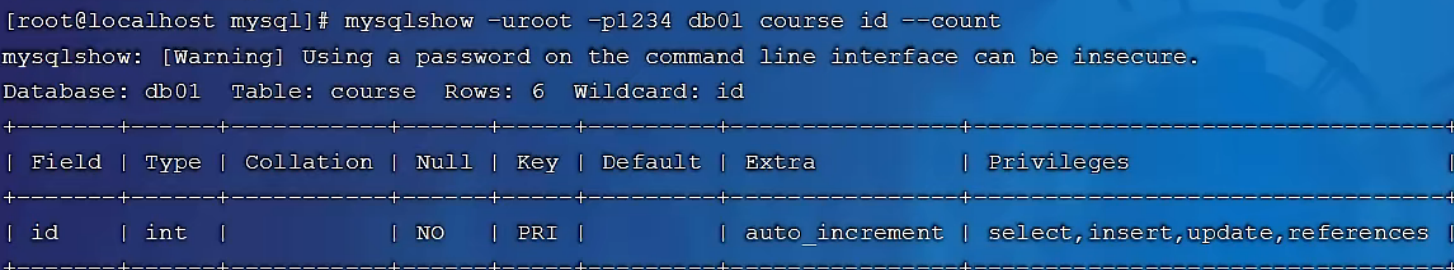 [root@localhost mysql]# mysqlshow -uroot -p1234 db01 course id --count
mysqlshow: [Warning] Using a password on the command line interface can be insecure.
Database: db01  Table: course  Rows: 6  Wildcard: id
+-------+------+-----------+------+-----+---------+----------------+---------------------------------+
| Field | Type | Collation | Null | Key | Default | Extra          | Privileges                      |
+-------+------+-----------+------+-----+---------+----------------+---------------------------------+
| id    | int  |           | NO   | PRI |         | auto_increment | select,insert,update,references |
+-------+------+-----------+------+-----+---------+----------------+---------------------------------+